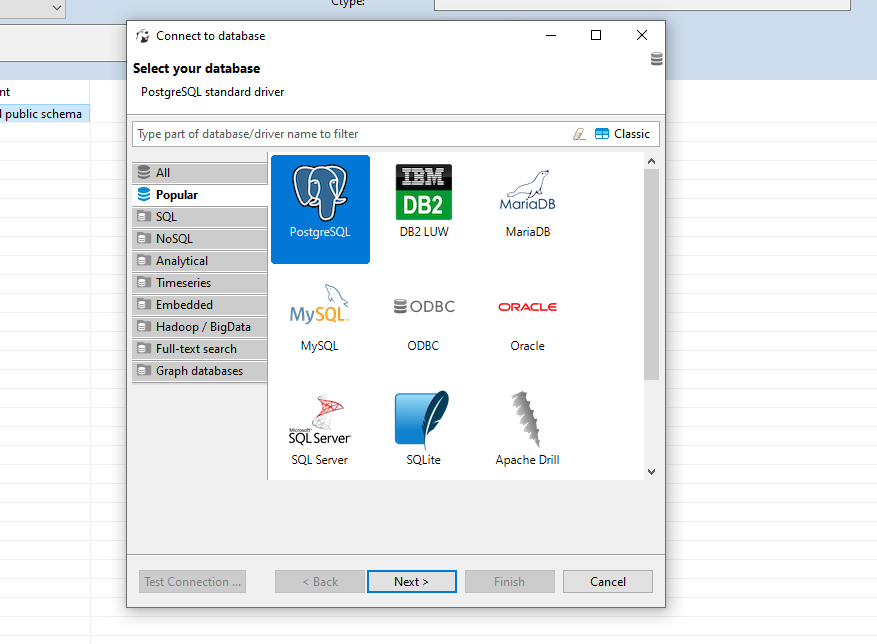 Ctype:
Connect to database
Select your database
PostgreSQL standard driver
nt
l public schema
Type part of database/driver name to filter
Classic
All
Popular
SQL
NoSQL
Analytical
Timeseries
Embedded
Hadoop / BigData
Full-text search
Graph databases
PostgreSQL
IBM
DB2
DB2 LUW
MariaDB
MariaDB
MySQL
MySQL
ODBC
ODBC
ORACLE
Oracle
Microsoft
SQL Server
SQL Server
SQLite
Apache Drill
Test Connection ...
< Back
Next >
Finish
Cancel